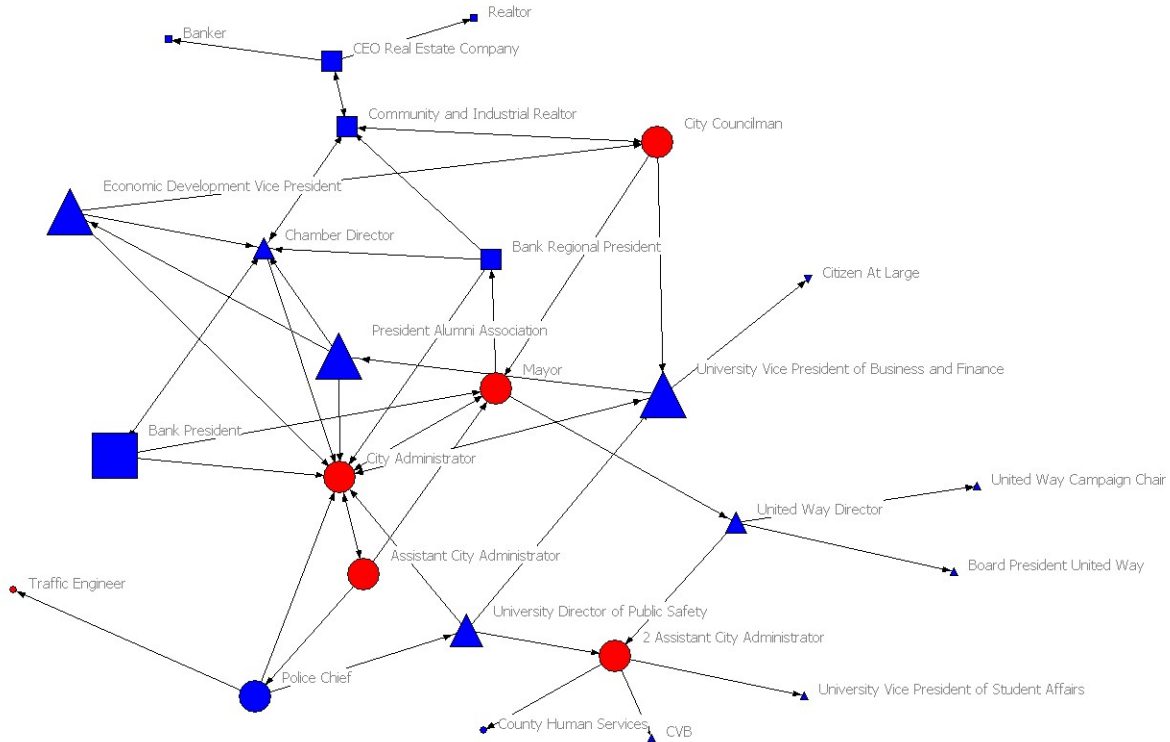 Realtor
Banker
CEO Real Estate Company
Community and Industrial Realtor
City Councilman
Economic Development Vice President
Chamber Director
Bank Regional President
Citizen At Large
President Alumni Association
Mayor
University Vice President of Business and Finance
Bank President
City Administrator
United Way Campaign Chair
United Way Director
Assistant City Administrator
Board President United Way
Traffic Engineer
University Director of Public Safety
2 Assistant City Administrator
Police Chief
University Vice President of Student Affairs
County Human Services
CVB